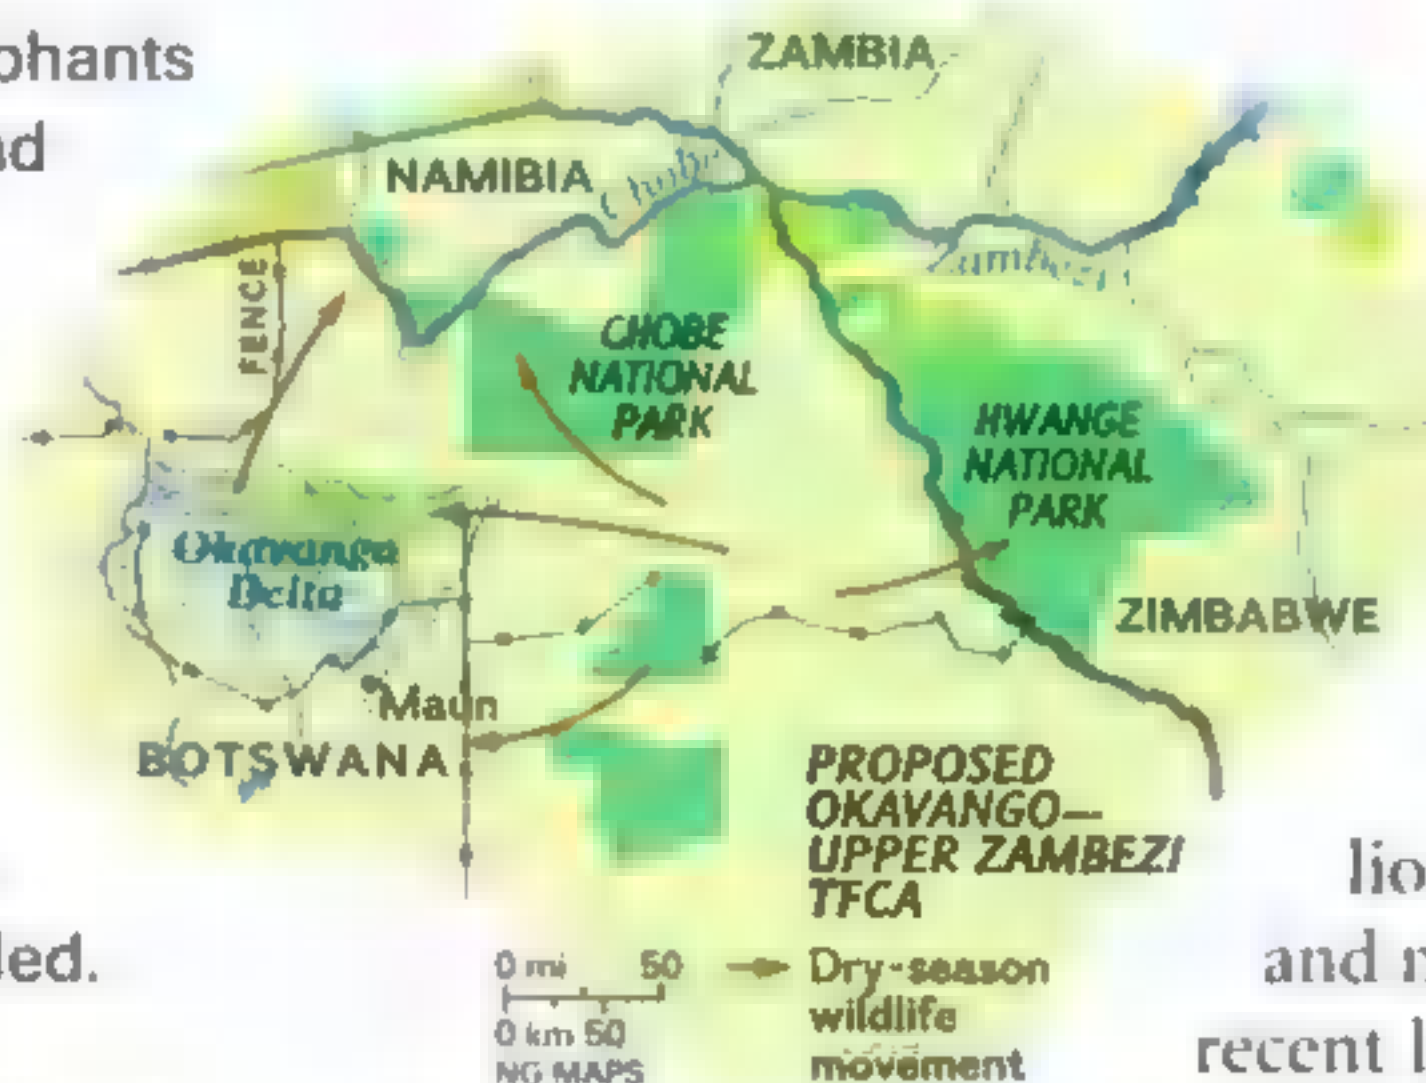 phants
ZAMBIA
NAMIBIA
Chobe
Zambezi
FENCE
CHOBE
NATIONAL
PARK
HWANGE
NATIONAL
PARK
Okavango
Delta
ZIMBABWE
Maun
BOTSWANA
PROPOSED
OKAVANGO—
UPPER ZAMBEZI
TFCA
0 mi 50
0 km 50
NG MAPS
Dry-season
wildlife
movement
lio
and
recent